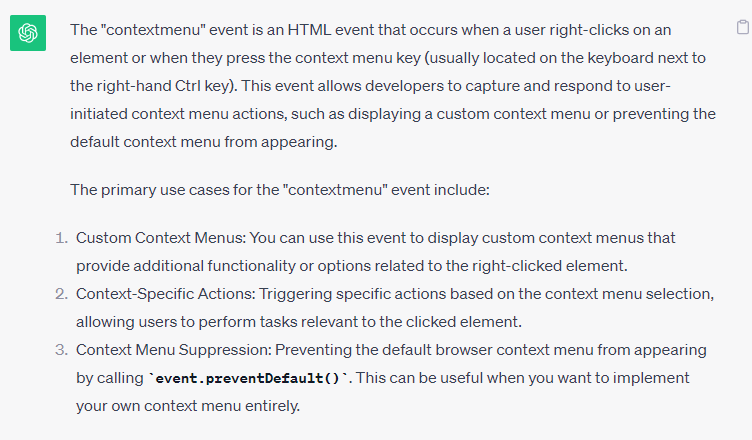 The "contextmenu" event is an HTML event that occurs when a user right-clicks on an
element or when they press the context menu key (usually located on the keyboard next to
the right-hand Ctrl key). This event allows developers to capture and respond to user-
initiated context menu actions, such as displaying a custom context menu or preventing the
default context menu from appearing.
The primary use cases for the "contextmenu" event include:
1. Custom Context Menus: You can use this event to display custom context menus that
provide additional functionality or options related to the right-clicked element.
2. Context-Specific Actions: Triggering specific actions based on the context menu selection,
allowing users to perform tasks relevant to the clicked element.
3. Context Menu Suppression: Preventing the default browser context menu from appearing
by calling `event.preventDefault()`. This can be useful when you want to implement
your own context menu entirely.